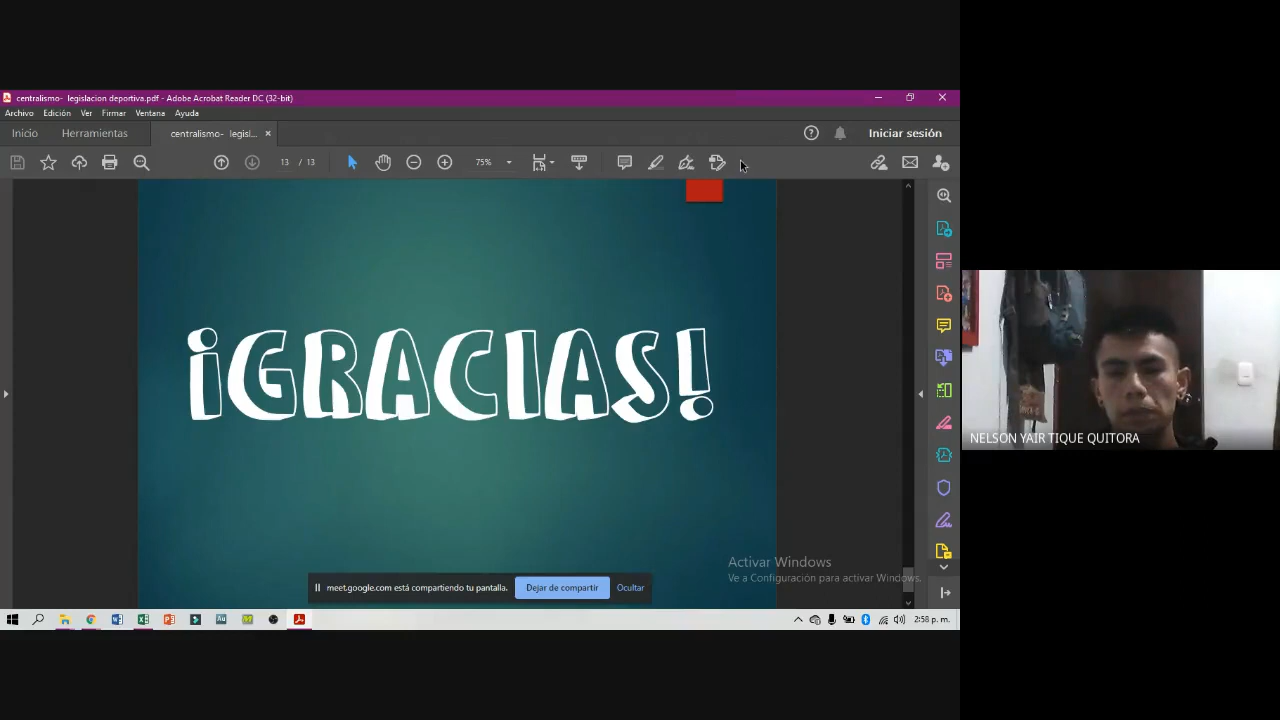 centralismo- legislacion deportiva.pdf - Adobe Acrobat Reader DC (32-bit)
Archivo Edición Ver Firmar Ventana Ayuda
Inicio Herramientas centralismo- legisl... Iniciar sesión
13 / 13 75%
¡GRACIAS!
NELSON YAIR TIQUE QUITORA
Activar Windows
Ve a Configuración para activar Windows.
meet.google.com está compartiendo tu pantalla. Dejar de compartir Ocultar
2:58 p. m.